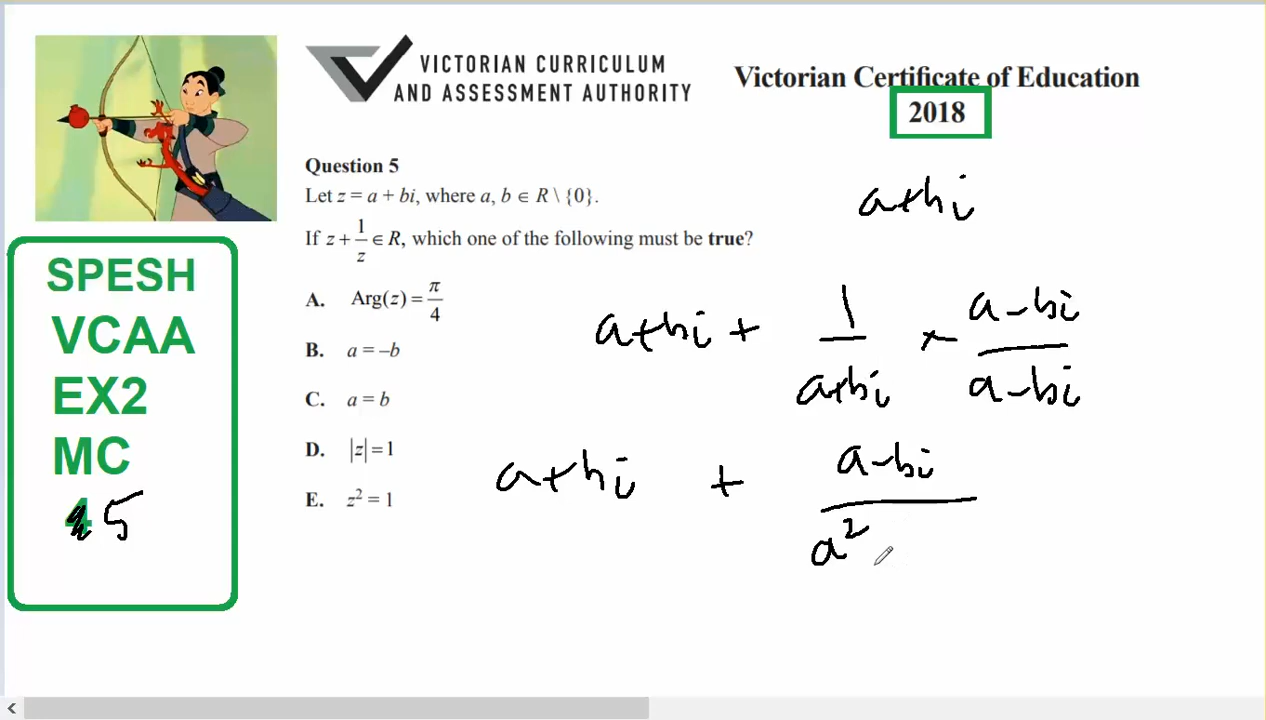 VICTORIAN CURRICULUM
AND ASSESSMENT AUTHORITY
Victorian Certificate of Education
2018
Question 5
Let z = a + bi, where a, b ∈ R \ {0}.
If z + 1/z ∈ R, which one of the following must be true?
A. Arg(z) = π/4
B. a = –b
C. a = b
D. |z| = 1
E. z² = 1
SPESH
VCAA
EX2
MC
5
a+bi
a+bi + 1/(a+bi) × (a-bi)/(a-bi)
a+bi + (a-bi)/a²